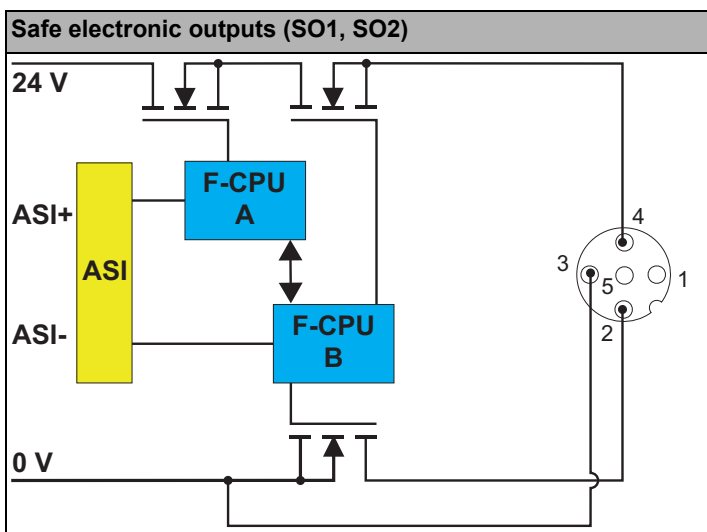 Safe electronic outputs (SO1, SO2)
24 V
F-CPU
A
ASI+
ASI
ASI-
F-CPU
B
0 V
4
3
5
1
2